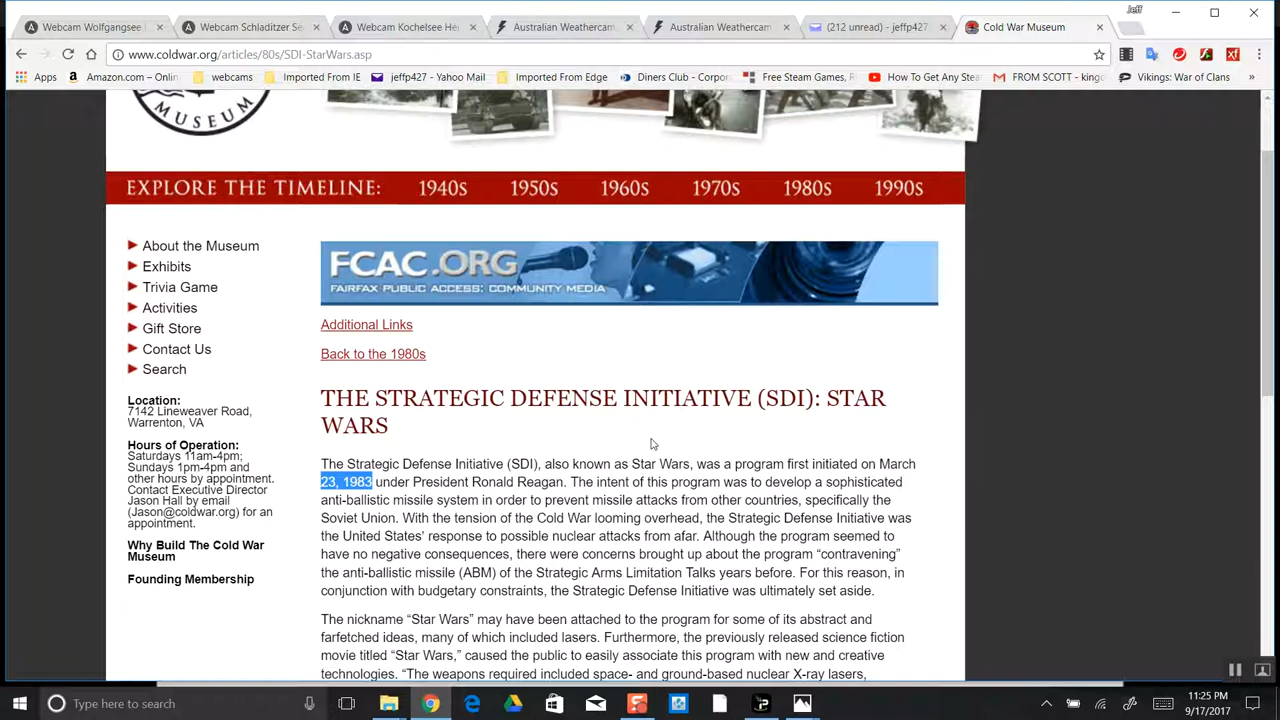 Jeff
Webcam Wolfgangsee
Webcam Schladitzer Se
Webcam Kochelsee He
Australian Weathercam
Australian Weathercam
(212 unread) - jeffp427
Cold War Museum
www.coldwar.org/articles/80s/SDI-StarWars.asp
Apps
Amazon.com – Onlin
webcams
Imported From IE
jeffp427 - Yahoo Mail
Imported From Edge
Diners Club - Corp
Free Steam Games,
How To Get Any Stea
FROM SCOTT - king
Vikings: War of Clans
MUSEUM
EXPLORE THE TIMELINE: 1940s 1950s 1960s 1970s 1980s 1990s
About the Museum
Exhibits
Trivia Game
Activities
Gift Store
Contact Us
Search
Location:
7142 Lineweaver Road,
Warrenton, VA
Hours of Operation:
Saturdays 11am-4pm;
Sundays 1pm-4pm and
other hours by appointment.
Contact Executive Director
Jason Hall by email
(Jason@coldwar.org) for an
appointment.
Why Build The Cold War
Museum
Founding Membership
FCAC.ORG
FAIRFAX PUBLIC ACCESS: COMMUNITY MEDIA
Additional Links
Back to the 1980s
THE STRATEGIC DEFENSE INITIATIVE (SDI): STAR
WARS
The Strategic Defense Initiative (SDI), also known as Star Wars, was a program first initiated on March
23, 1983 under President Ronald Reagan. The intent of this program was to develop a sophisticated
anti-ballistic missile system in order to prevent missile attacks from other countries, specifically the
Soviet Union. With the tension of the Cold War looming overhead, the Strategic Defense Initiative was
the United States’ response to possible nuclear attacks from afar. Although the program seemed to
have no negative consequences, there were concerns brought up about the program “contravening”
the anti-ballistic missile (ABM) of the Strategic Arms Limitation Talks years before. For this reason, in
conjunction with budgetary constraints, the Strategic Defense Initiative was ultimately set aside.
The nickname “Star Wars” may have been attached to the program for some of its abstract and
farfetched ideas, many of which included lasers. Furthermore, the previously released science fiction
movie titled “Star Wars,” caused the public to easily associate this program with new and creative
technologies. “The weapons required included space- and ground-based nuclear X-ray lasers,
Type here to search
11:25 PM
9/17/2017